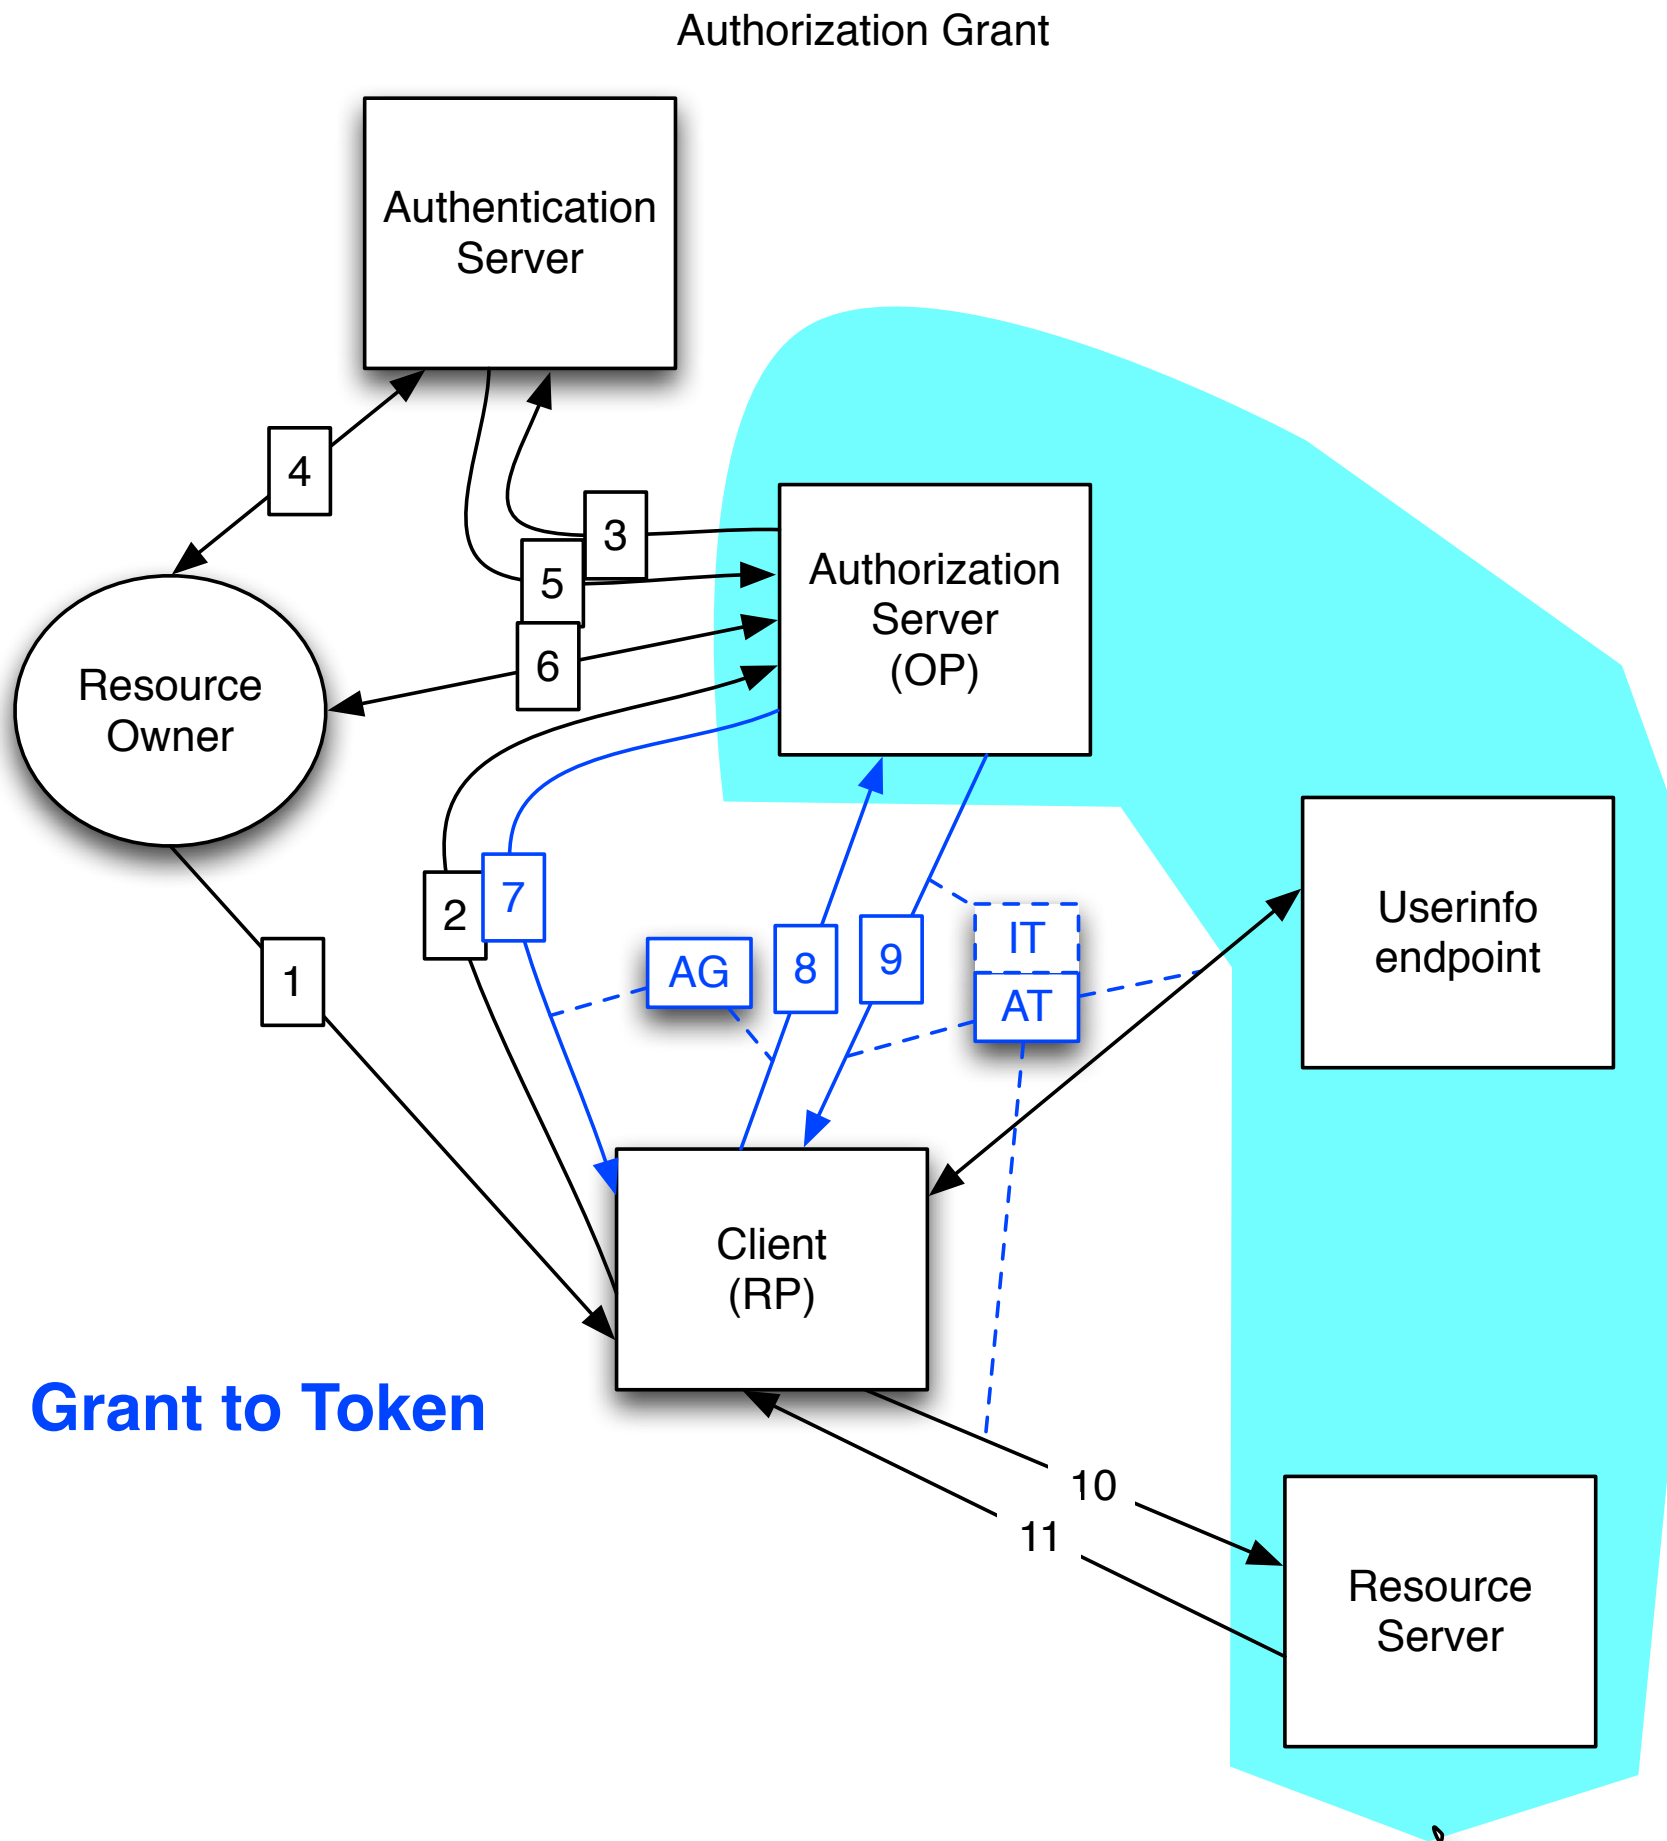 Authorization Grant
Authentication
Server
4
3
5
6
Authorization
Server
(OP)
Resource
Owner
2
7
1
AG
8
9
IT
AT
Userinfo
endpoint
Client
(RP)
Grant to Token
10
11
Resource
Server